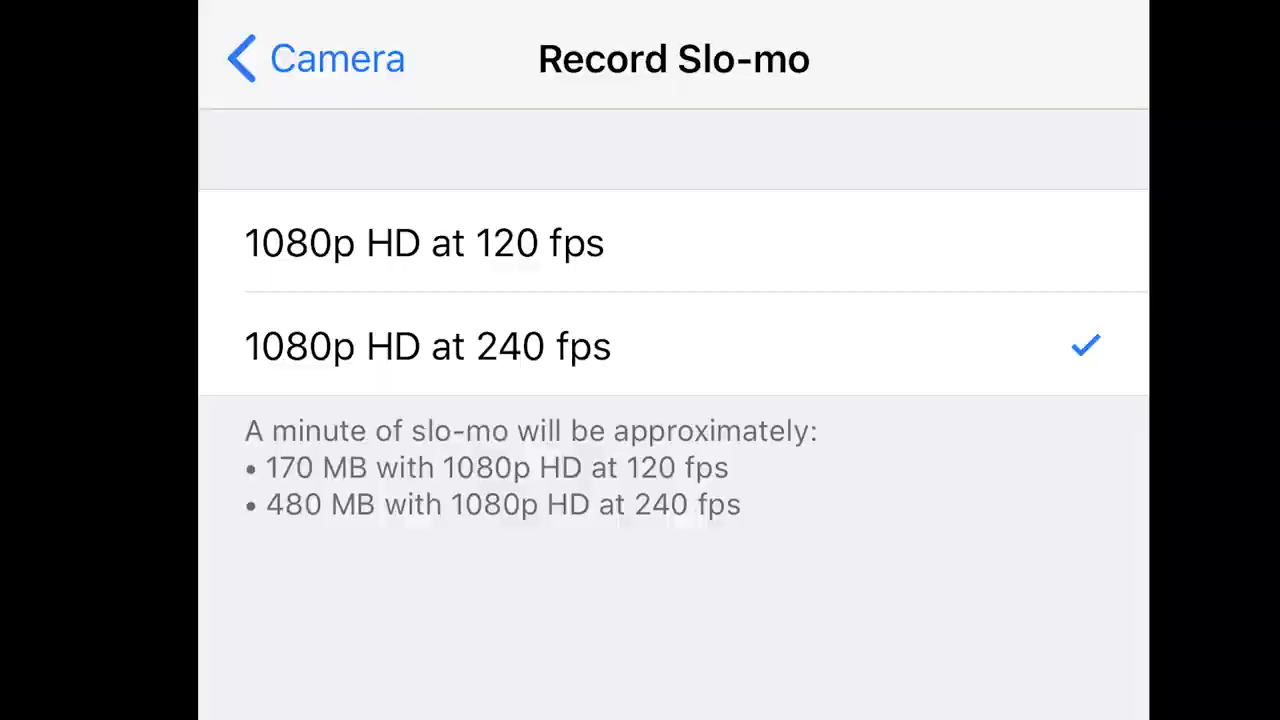 Camera
Record Slo-mo
1080p HD at 120 fps
1080p HD at 240 fps
A minute of slo-mo will be approximately:
• 170 MB with 1080p HD at 120 fps
• 480 MB with 1080p HD at 240 fps